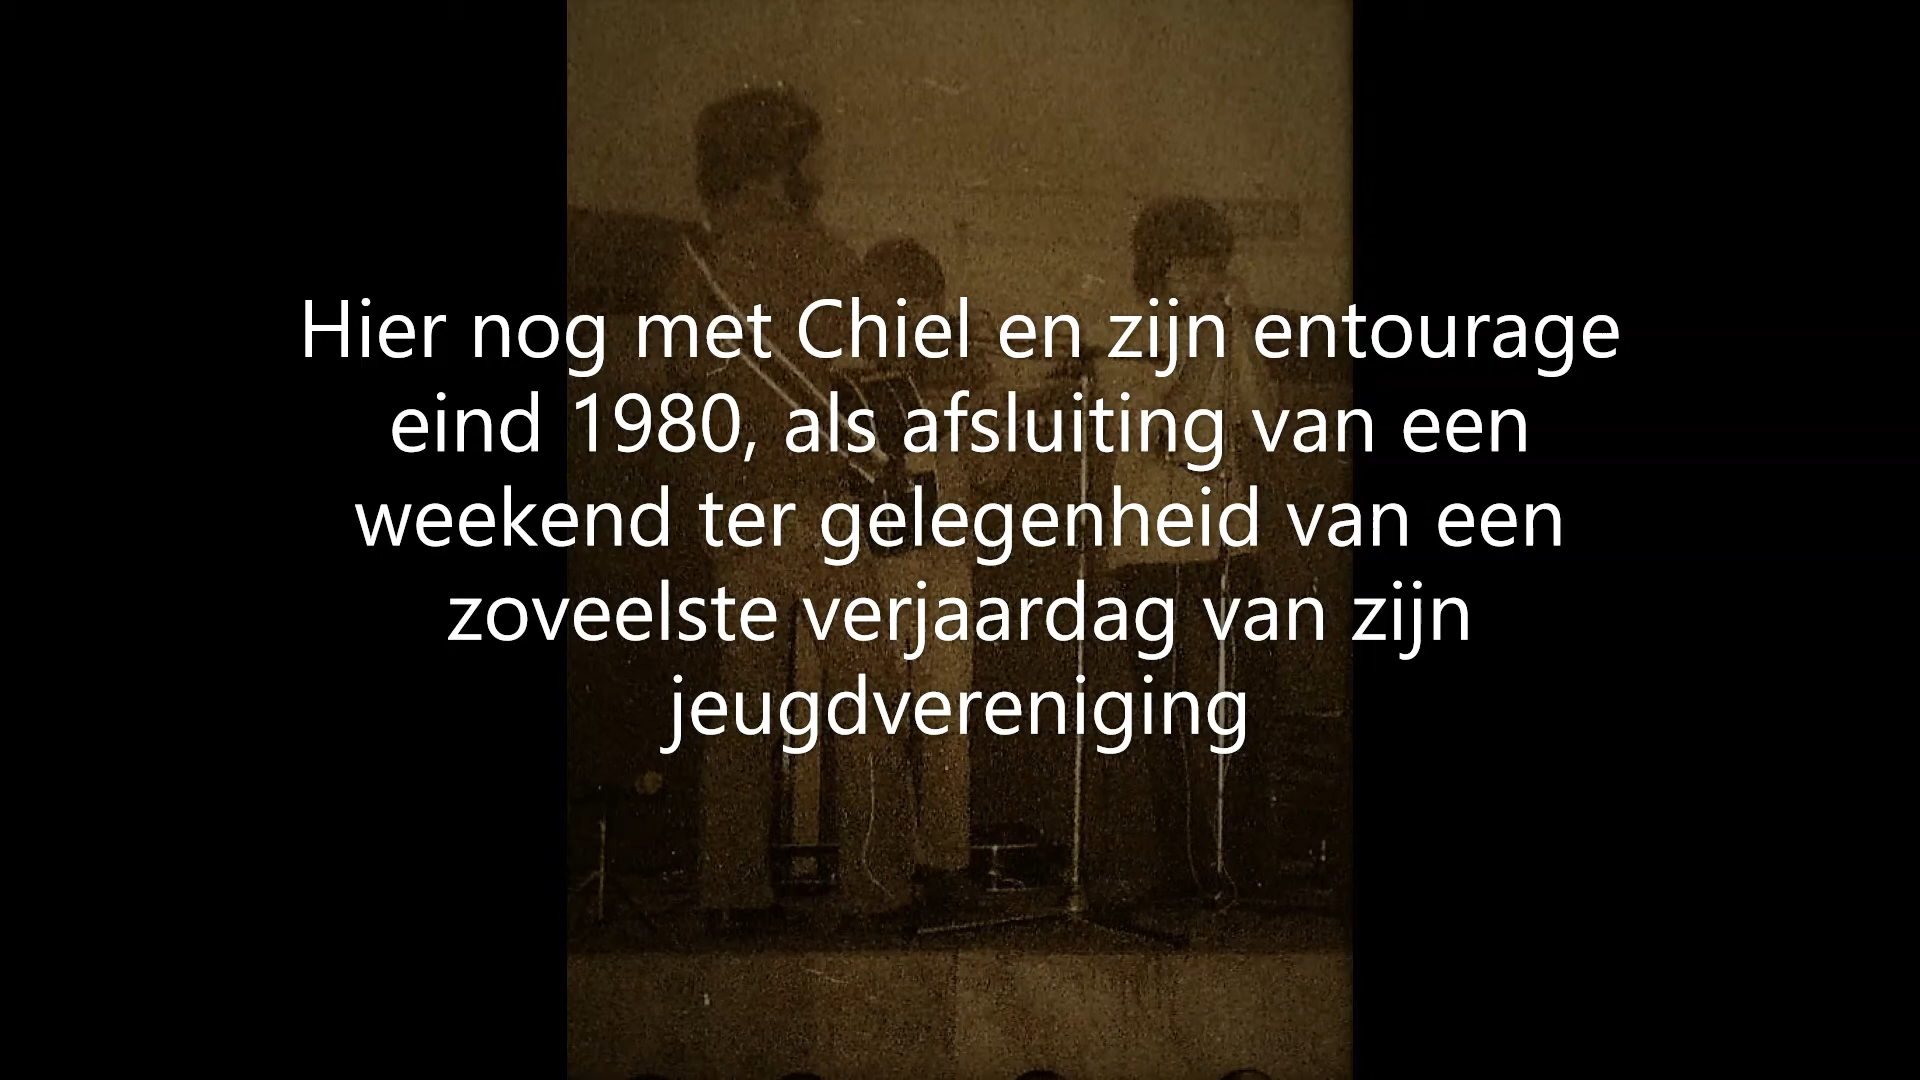 Hier nog met Chiel en zijn entourage
eind 1980, als afsluiting van een
weekend ter gelegenheid van een
zoveelste verjaardag van zijn
jeugdvereniging